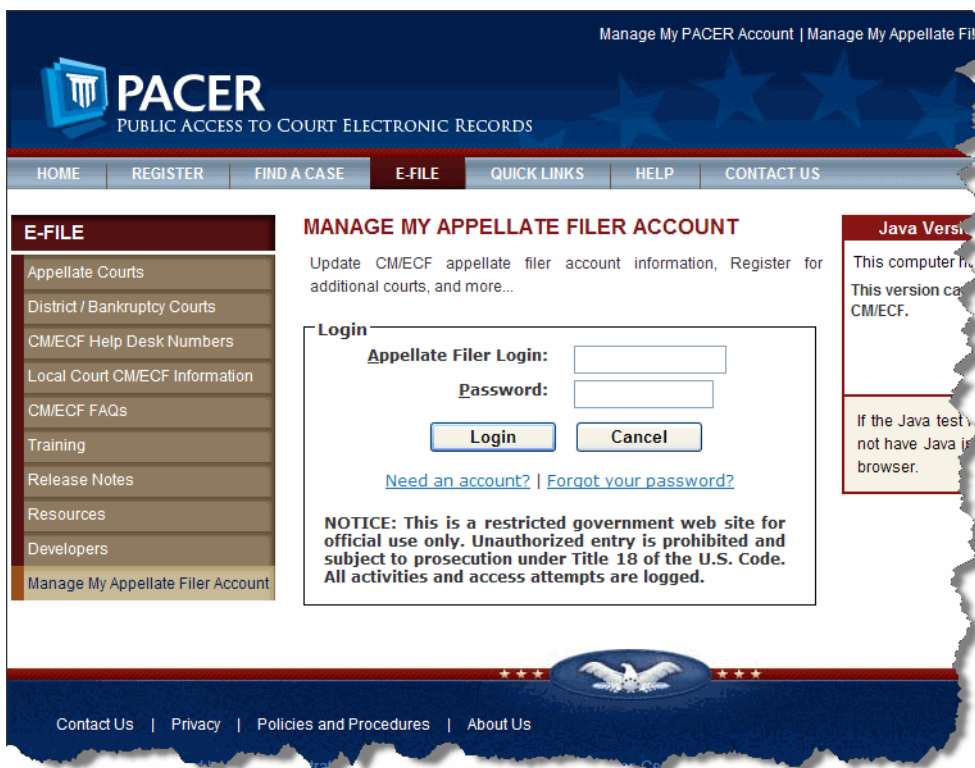 Manage My PACER Account | Manage My Appellate
PACER
PUBLIC ACCESS TO COURT ELECTRONIC RECORDS
HOME REGISTER FIND A CASE E-FILE QUICK LINKS HELP CONTACT US
E-FILE
Appellate Courts
District / Bankruptcy Courts
CM/ECF Help Desk Numbers
Local Court CM/ECF Information
CM/ECF FAQs
Training
Release Notes
Resources
Developers
Manage My Appellate Filer Account
MANAGE MY APPELLATE FILER ACCOUNT
Update CM/ECF appellate filer account information, Register for
additional courts, and more...
Login
Appellate Filer Login:
Password:
Login Cancel
Need an account? | Forgot your password?
NOTICE: This is a restricted government web site for
official use only. Unauthorized entry is prohibited and
subject to prosecution under Title 18 of the U.S. Code.
All activities and access attempts are logged.
Java
This computer
This version
CM/ECF.
If the Java test
not have Java
browser.
Contact Us | Privacy | Policies and Procedures | About Us